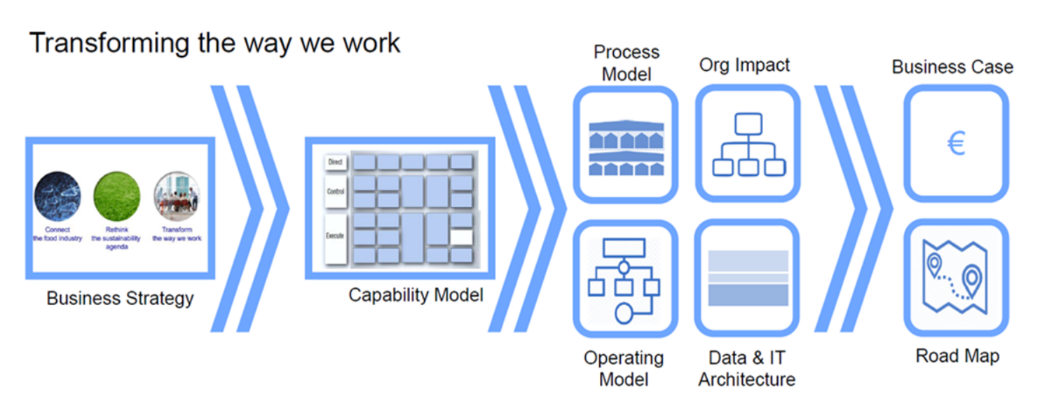 Transforming the way we work
Connect
the food industry
Rethink
the sustainability
agenda
Transform
the way we work
Business Strategy
Direct
Control
Execute
Capability Model
Process
Model
Org Impact
Operating
Model
Data & IT
Architecture
Business Case
€
Road Map